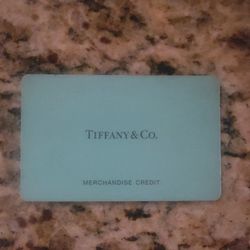 TIFFANY & CO.
MERCHANDISE CREDIT